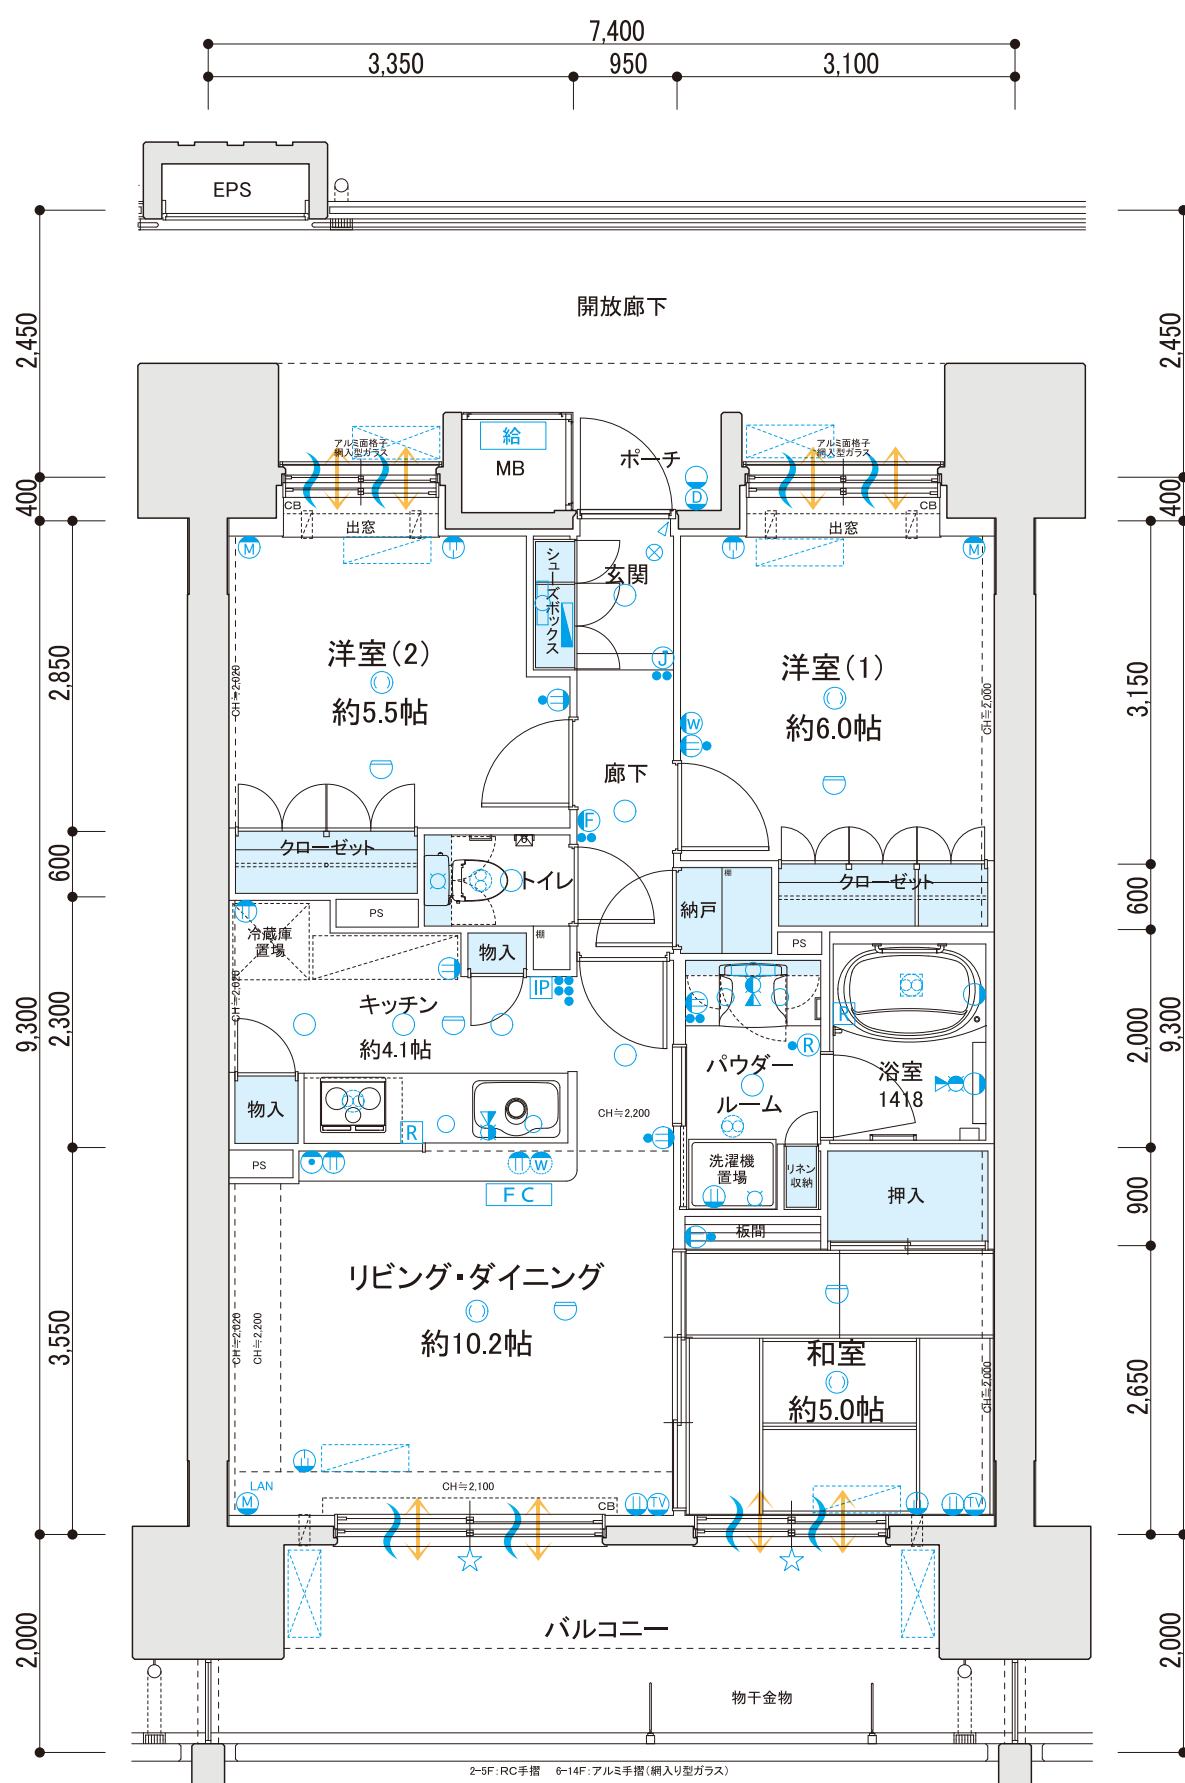 7,400
3,350
950
3,100
EPS
2,450
2,450
開放廊下
アルミ面格子
網入型ガラス
給
MB
ポーチ
D
アルミ面格子
網入型ガラス
400
400
CB
出窓
出窓
CB
M
シューズボックス
玄関
M
洋室(2)
約5.5帖
洋室(1)
約6.0帖
J
W
CH≒2,020
CH≒2,000
2,850
3,150
廊下
F
クローゼット
トイレ
クローゼット
600
600
PS
納戸
棚
冷蔵庫
置場
物入
棚
PS
CH≒2,020
キッチン
約4.1帖
IP
R
R
パウダー
ルーム
浴室
1418
9,300
2,300
2,000
9,300
物入
R
CH≒2,200
PS
W
FC
洗濯機
置場
リネン
収納
押入
900
板間
リビング・ダイニング
約10.2帖
和室
約5.0帖
CH≒2,020
CH≒2,200
CH≒2,000
3,550
2,650
LAN
M
CH≒2,100
CB
TV
TV
バルコニー
2,000
2,000
物干金物
2-5F:RC手摺 6-14F:アルミ手摺(網入り型ガラス)